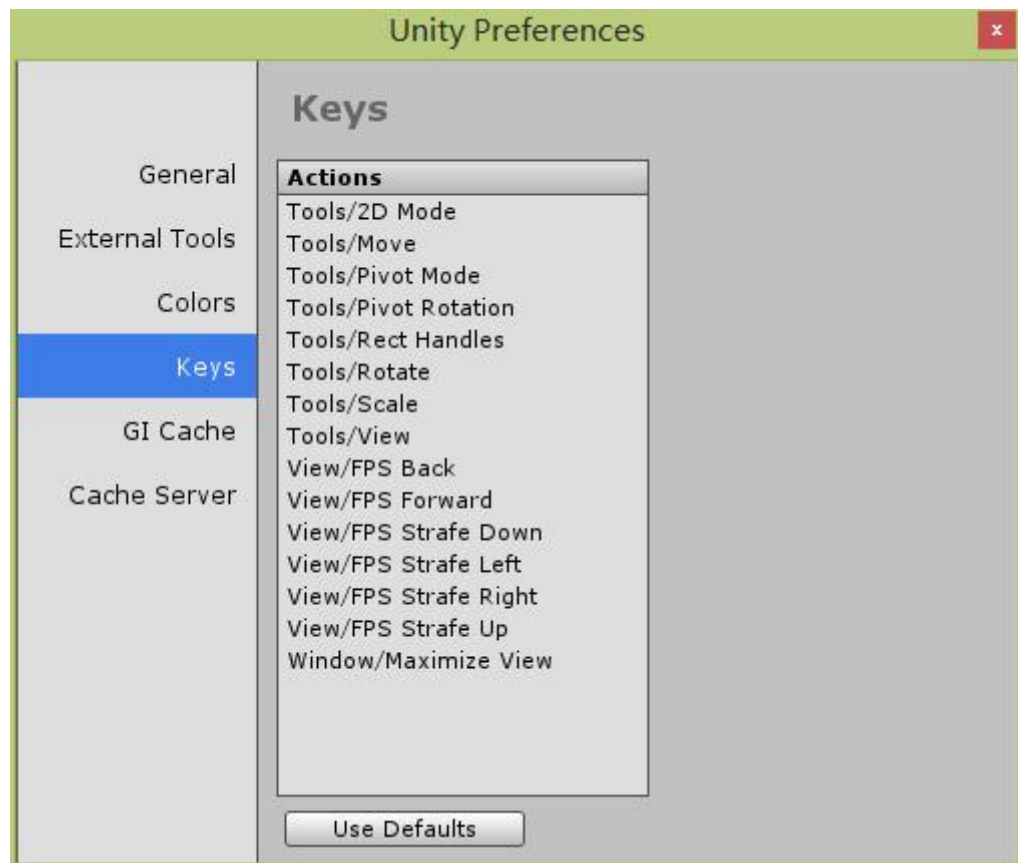 Unity Preferences
x
General
External Tools
Colors
Keys
GI Cache
Cache Server
Keys
Actions
Tools/2D Mode
Tools/Move
Tools/Pivot Mode
Tools/Pivot Rotation
Tools/Rect Handles
Tools/Rotate
Tools/Scale
Tools/View
View/FPS Back
View/FPS Forward
View/FPS Strafe Down
View/FPS Strafe Left
View/FPS Strafe Right
View/FPS Strafe Up
Window/Maximize View
Use Defaults